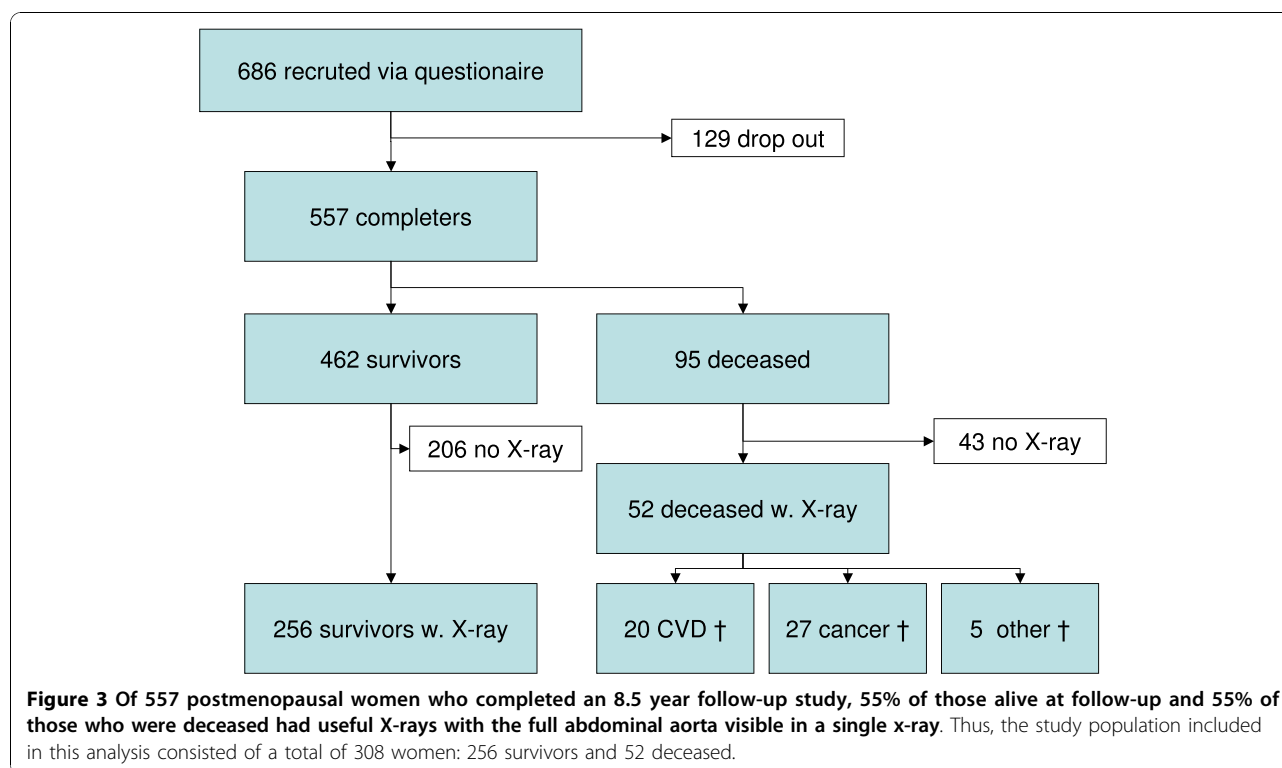 686 recruted via questionaire
129 drop out
557 completers
462 survivors
95 deceased
206 no X-ray
43 no X-ray
52 deceased w. X-ray
256 survivors w. X-ray
20 CVD †
27 cancer †
5 other †
Figure 3 Of 557 postmenopausal women who completed an 8.5 year follow-up study, 55% of those alive at follow-up and 55% of
those who were deceased had useful X-rays with the full abdominal aorta visible in a single x-ray. Thus, the study population included
in this analysis consisted of a total of 308 women: 256 survivors and 52 deceased.